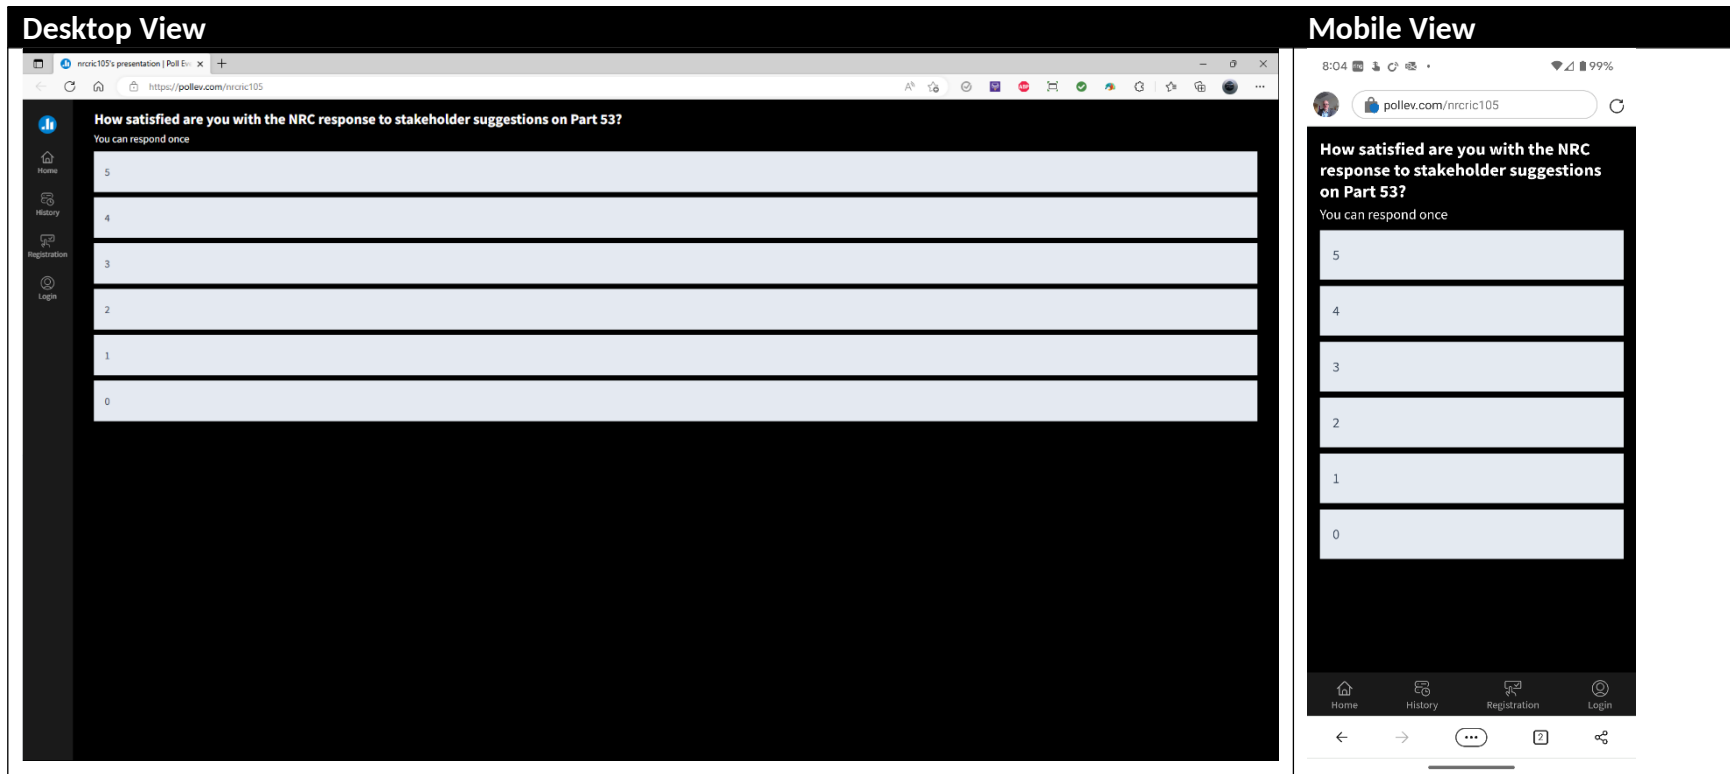 Desktop View
Mobile View
nrcric105's presentation | Poll Ev
https://pollev.com/nrcric105
How satisfied are you with the NRC response to stakeholder suggestions on Part 53?
You can respond once
5
4
3
2
1
0
Home
History
Registration
Login
8:04
99%
pollev.com/nrcric105
How satisfied are you with the NRC
response to stakeholder suggestions
on Part 53?
You can respond once
5
4
3
2
1
0
Home
History
Registration
Login
2